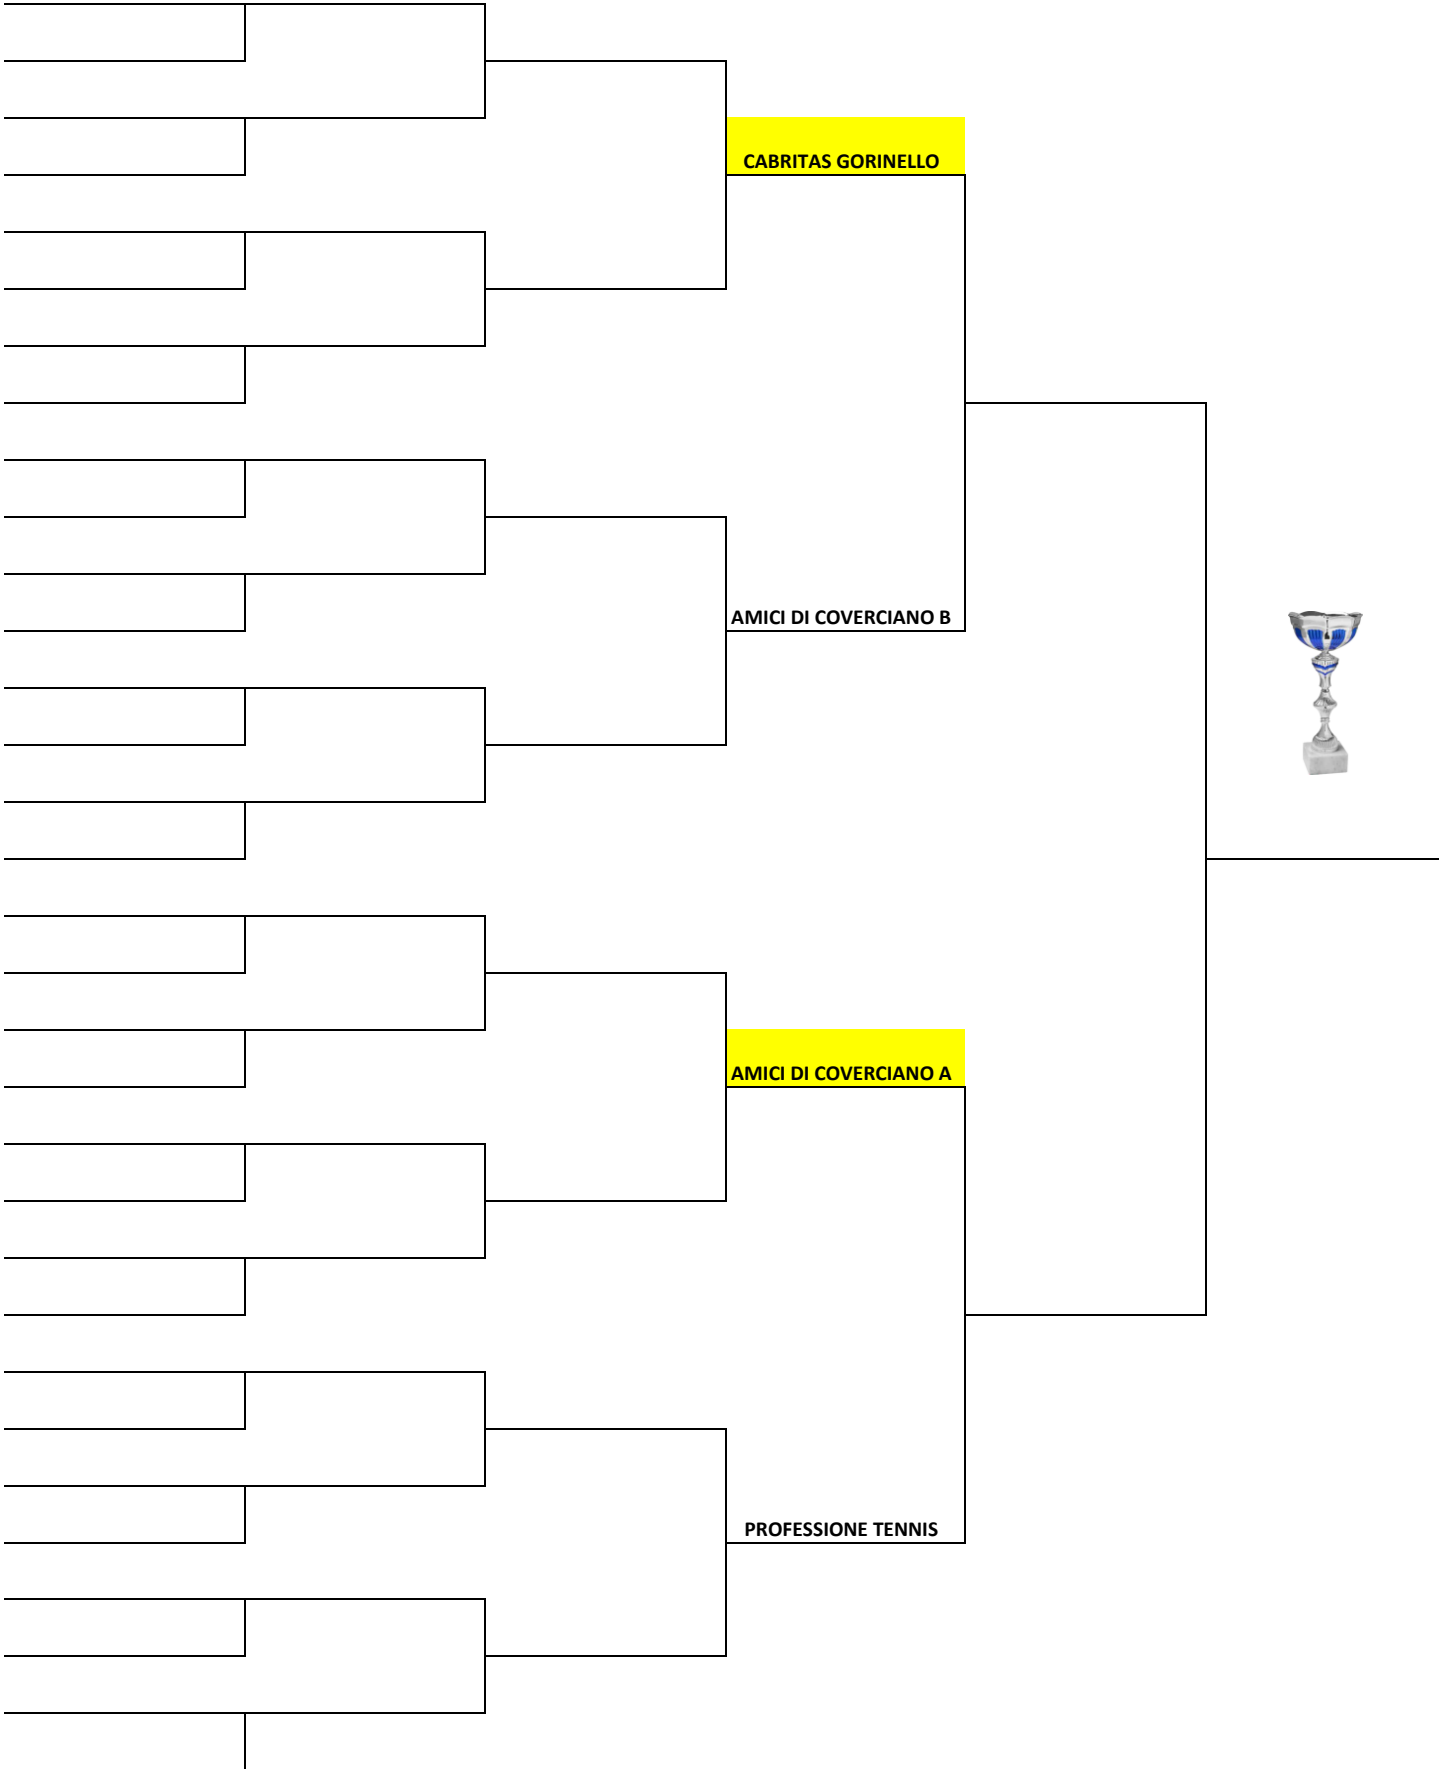 CABRITAS GORINELLO
AMICI DI COVERCIANO B
AMICI DI COVERCIANO A
PROFESSIONE TENNIS